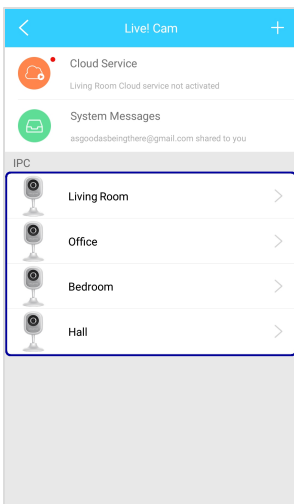 Live! Cam
Cloud Service
Living Room Cloud service not activated
System Messages
asgoodasbeingthere@gmail.com shared to you
IPC
Living Room
Office
Bedroom
Hall